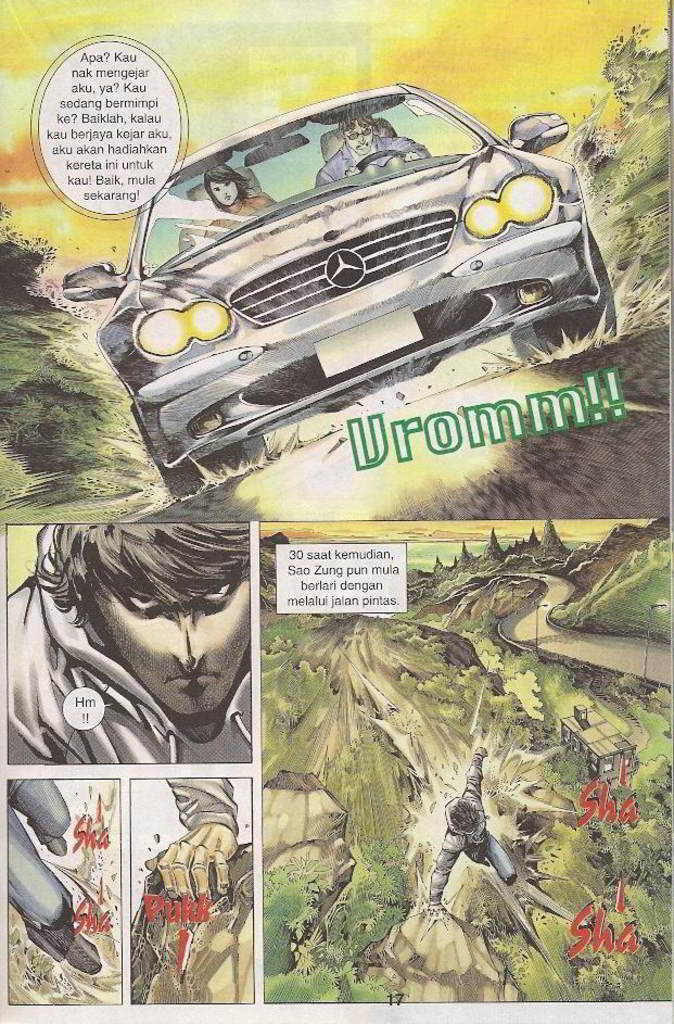 Apa? Kau
nak mengejar
aku, ya? Kau
sedang bermimpi
ke? Baiklah, kalau
kau berjaya kejar aku,
aku akan hadiahkan
kereta ini untuk
kau! Baik, mula
sekarang!
Vromm!!
Hm
!!
30 saat kemudian,
Sao Zung pun mula
berlari dengan
melalui jalan pintas.
Sha!
Sha!
Pukk!
Sha!
Sha!
17